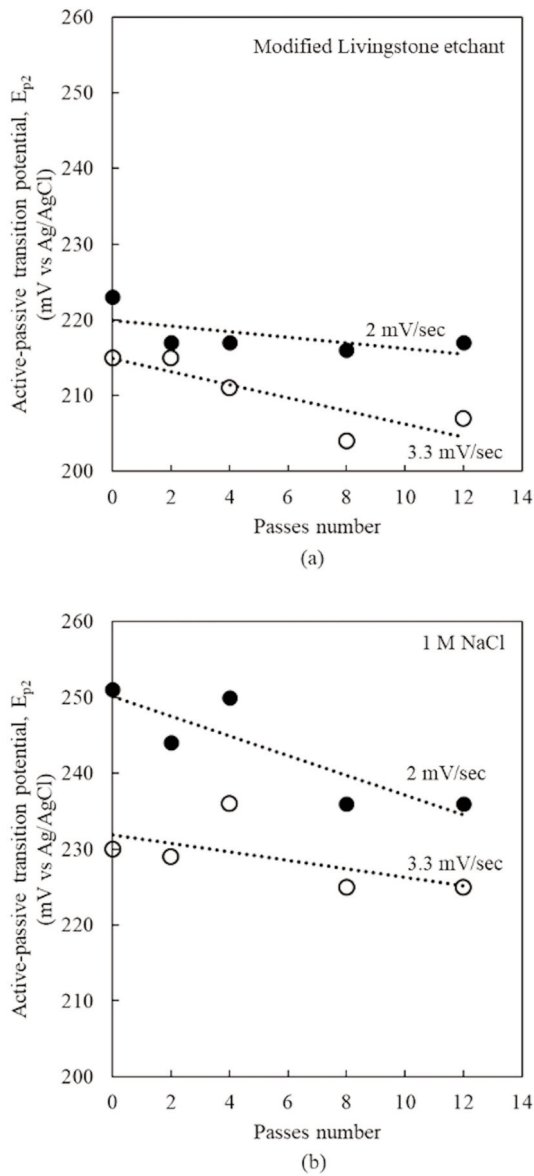 Modified Livingstone etchant
Active-passive transition potential, E_p2
(mV vs Ag/AgCl)
260
250
240
230
220
210
200
2 mV/sec
3.3 mV/sec
0 2 4 6 8 10 12 14
Passes number
(a)
1 M NaCl
Active-passive transition potential, E_p2
(mV vs Ag/AgCl)
260
250
240
230
220
210
200
2 mV/sec
3.3 mV/sec
0 2 4 6 8 10 12 14
Passes number
(b)